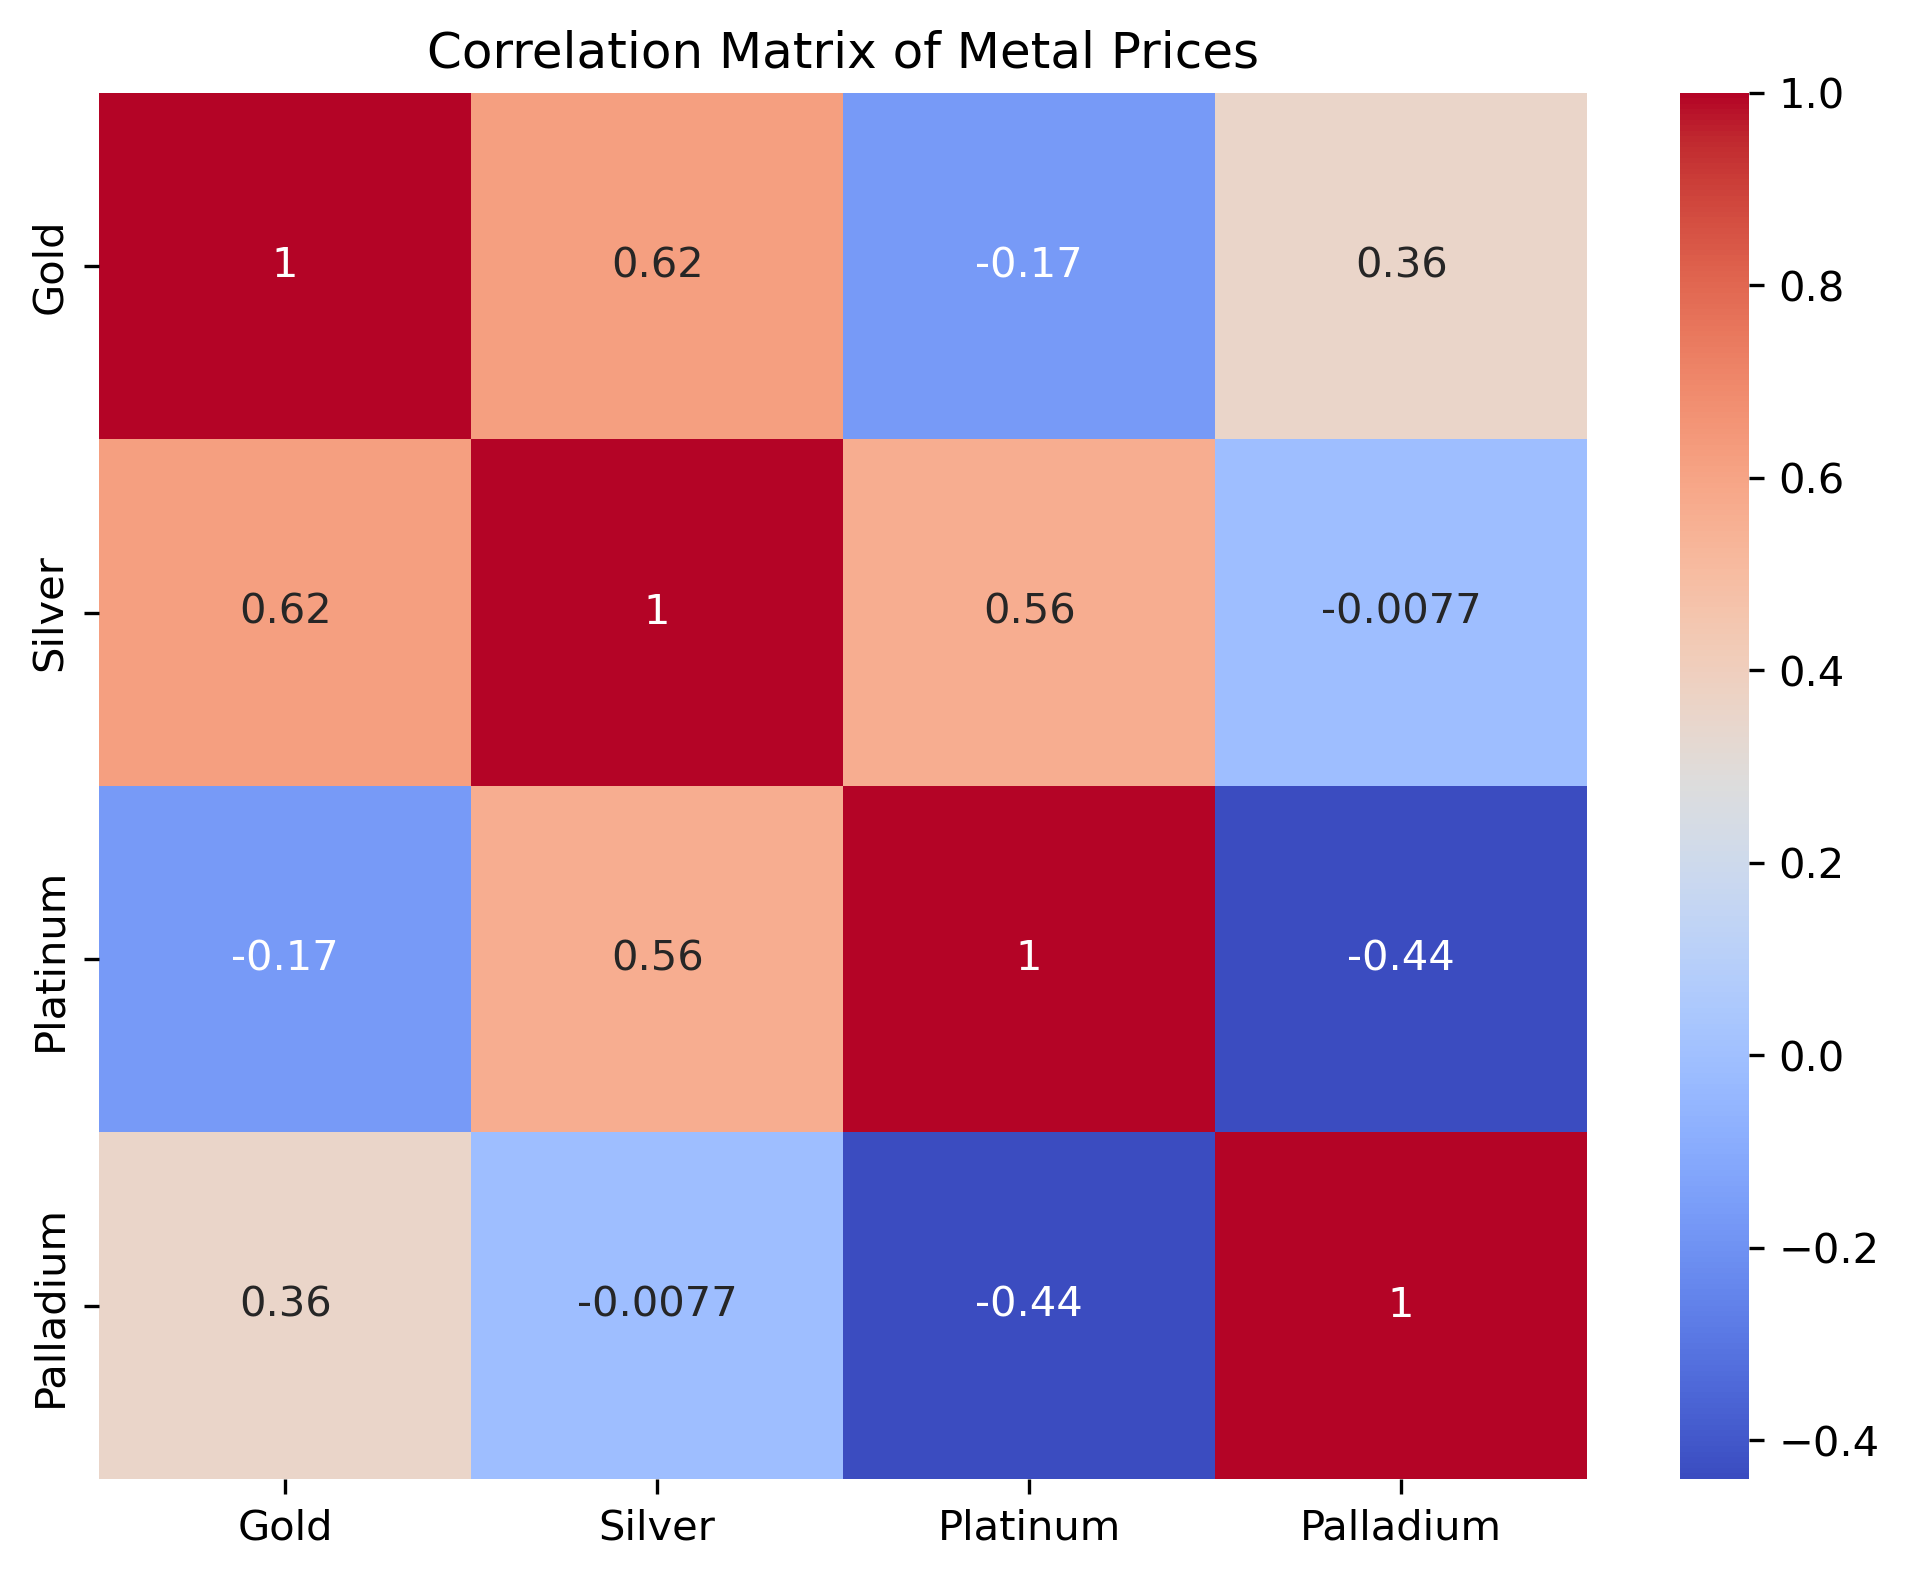 Correlation Matrix of Metal Prices
Gold
1
0.62
-0.17
0.36
Silver
0.62
1
0.56
-0.0077
Platinum
-0.17
0.56
1
-0.44
Palladium
0.36
-0.0077
-0.44
1
Gold
Silver
Platinum
Palladium
1.0
0.8
0.6
0.4
0.2
0.0
−0.2
−0.4